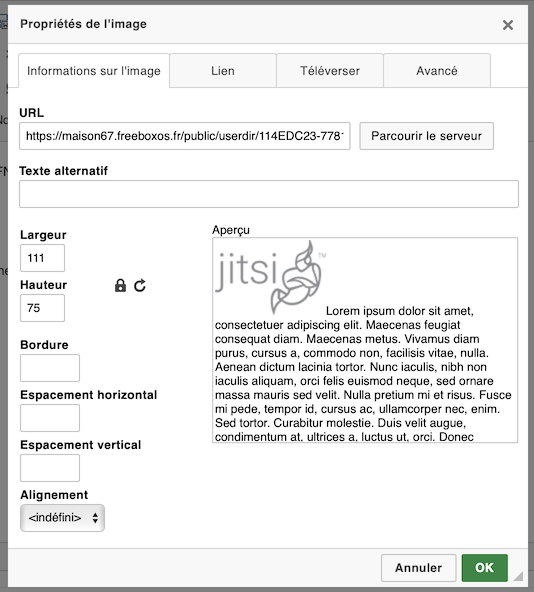 Propriétés de l'image
Informations sur l'image
Lien
Téléverser
Avancé
URL
https://maison67.freeboxos.fr/public/userdir/114EDC23-778
Parcourir le serveur
Texte alternatif
Largeur
111
Hauteur
75
Bordure
Espacement horizontal
Espacement vertical
Alignement
<indéfini>
Aperçu
jitsi ™
Lorem ipsum dolor sit amet,
consectetuer adipiscing elit. Maecenas feugiat
consequat diam. Maecenas metus. Vivamus diam
purus, cursus a, commodo non, facilisis vitae, nulla.
Aenean dictum lacinia tortor. Nunc iaculis, nibh non
iaculis aliquam, orci felis euismod neque, sed ornare
massa mauris sed velit. Nulla pretium mi et risus. Fusce
mi pede, tempor id, cursus ac, ullamcorper nec, enim.
Sed tortor. Curabitur molestie. Duis velit augue,
condimentum at, ultrices a, luctus ut, orci. Donec
Annuler
OK